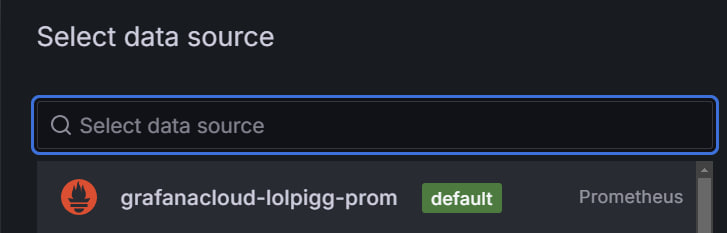 Select data source
Select data source
grafanacloud-lolpigg-prom default Prometheus